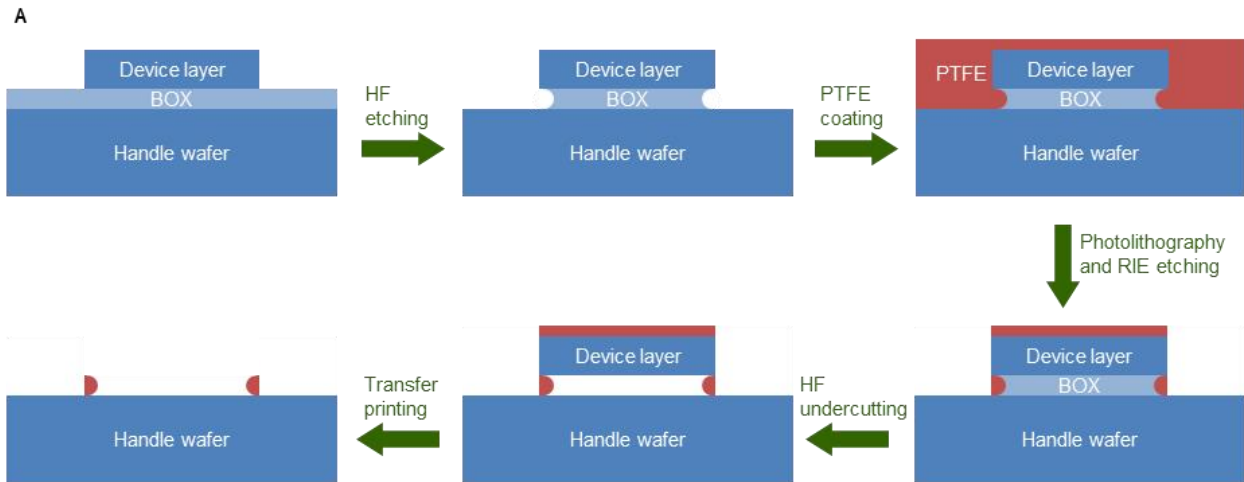 A
Device layer
BOX
Handle wafer
HF
etching
Device layer
BOX
Handle wafer
PTFE
coating
PTFE
Device layer
BOX
Handle wafer
Photolithography
and RIE etching
Device layer
BOX
Handle wafer
HF
undercutting
Device layer
Handle wafer
Transfer
printing
Handle wafer